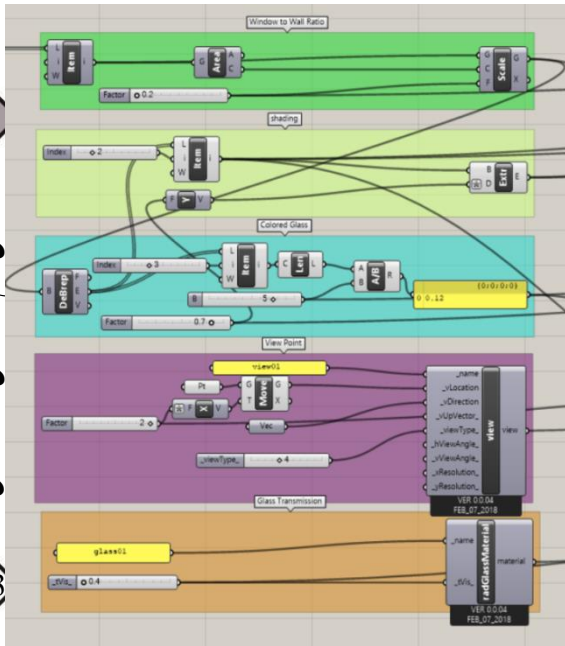 Window to Wall Ratio
L
i
W
Item
i
G
Area
A
C
G
C
F
Scale
G
X
Factor 0.2
shading
Index 2
L
i
W
Item
i
F Y V
B
D
Extr
E
Colored Glass
B
DeBrep
F
E
V
Index 3
L
i
W
Item
i
C Len L
A
B
A/B
R
B 5
Factor 0.7
{0;0;0;0}
0 0.12
View Point
view01
Pt
G
T
Move
G
X
F X V
Factor 2
Vec
_viewType_ 4
_name
_vLocation
_vDirection
_vUpVector_
_viewType_
_hViewAngle_
_vViewAngle_
_xResolution_
_yResolution_
view
view
VER 0.0.04
FEB_07_2018
Glass Transmission
glass01
_tVis_ 0.4
_name
_tVis_
radGlassMaterial
material
VER 0.0.04
FEB_07_2018